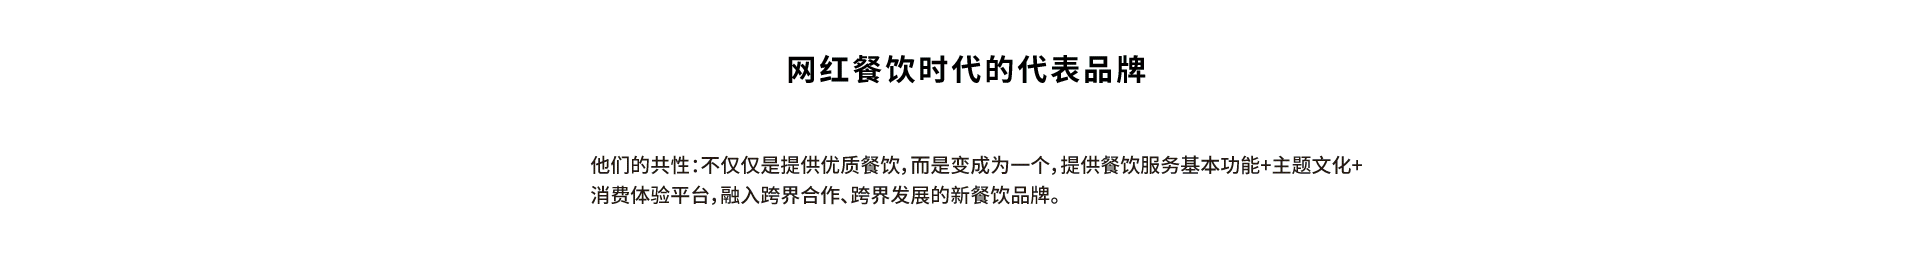 网红餐饮时代的代表品牌
他们的共性：不仅仅是提供优质餐饮，而是变成为一个，提供餐饮服务基本功能+主题文化+
消费体验平台，融入跨界合作、跨界发展的新餐饮品牌。